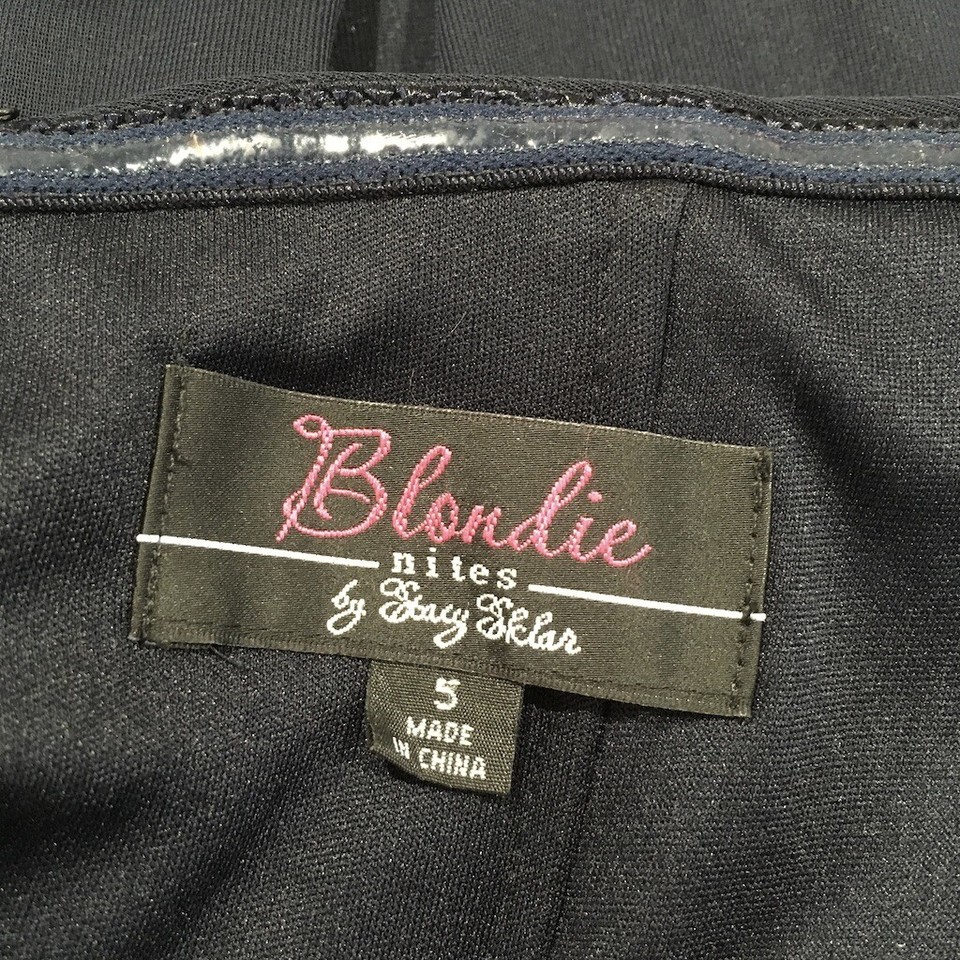 Blondie
nites
by Stacy Sklar
5
MADE
IN CHINA